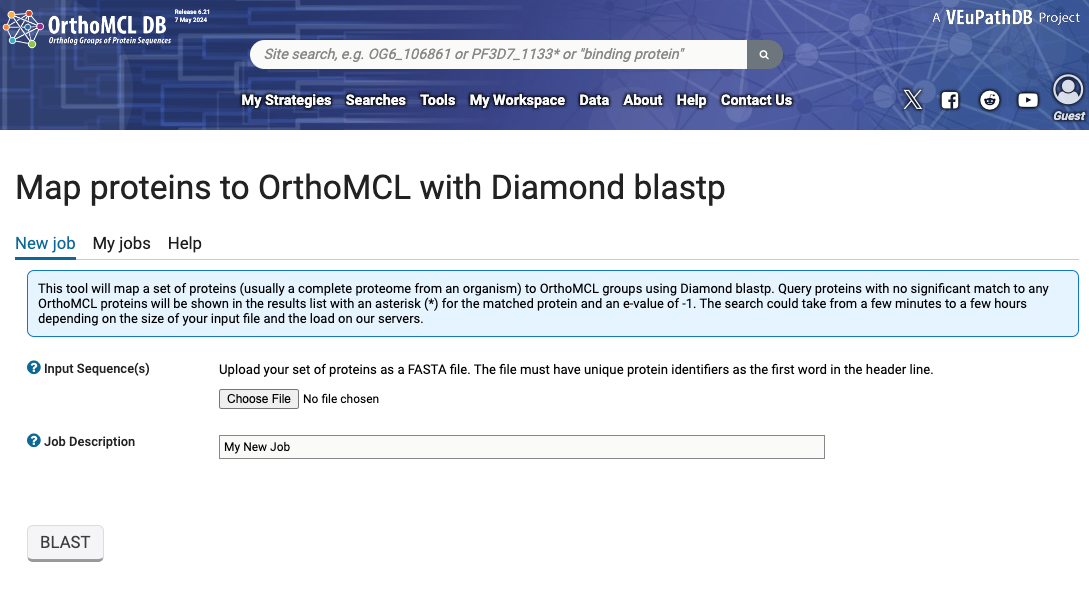 OrthoMCL DB
Release 6.21
7 May 2024
Ortholog Groups of Protein Sequences
A VEuPathDB Project
Site search, e.g. OG6_106861 or PF3D7_1133* or "binding protein"
My Strategies Searches Tools My Workspace Data About Help Contact Us
Guest
Map proteins to OrthoMCL with Diamond blastp
New job My jobs Help
This tool will map a set of proteins (usually a complete proteome from an organism) to OrthoMCL groups using Diamond blastp. Query proteins with no significant match to any
OrthoMCL proteins will be shown in the results list with an asterisk (*) for the matched protein and an e-value of -1. The search could take from a few minutes to a few hours
depending on the size of your input file and the load on our servers.
? Input Sequence(s) Upload your set of proteins as a FASTA file. The file must have unique protein identifiers as the first word in the header line.
Choose File No file chosen
? Job Description My New Job
BLAST